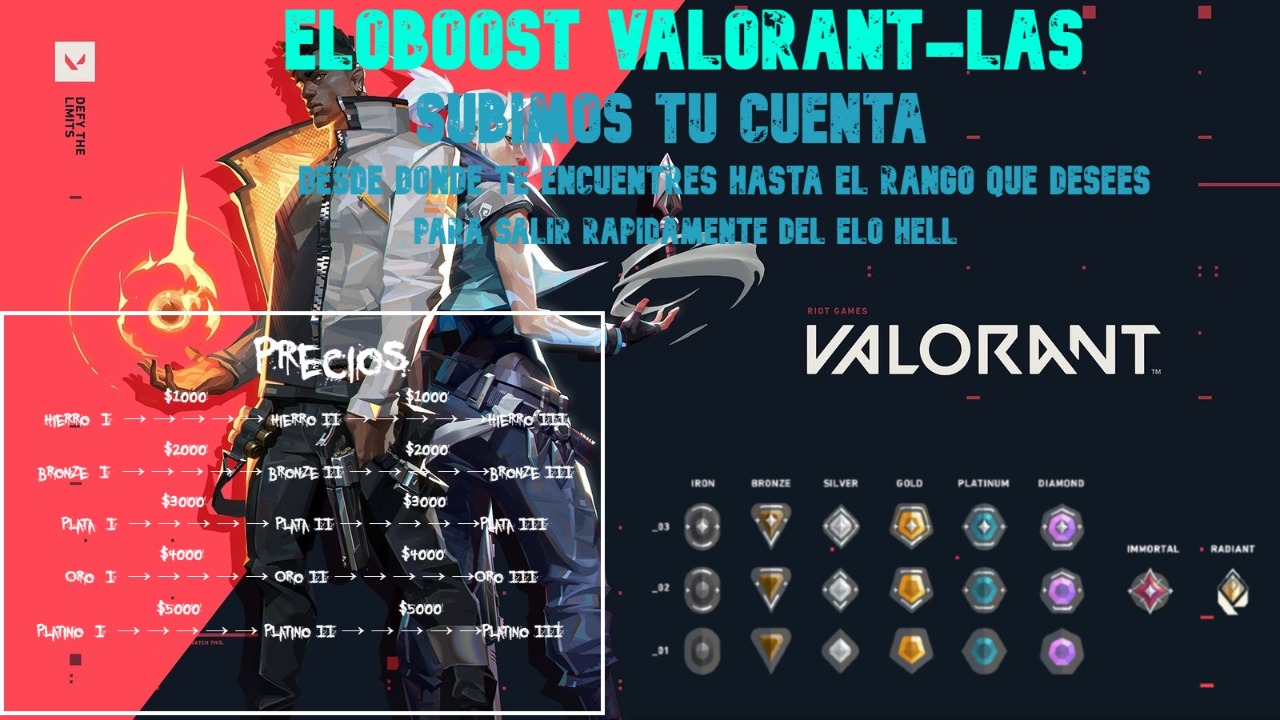 ELOBOOST VALORANT-LAS
SUBIMOS TU CUENTA
DESDE DONDE TE ENCUENTRES HASTA EL RANGO QUE DESEES
PARA SALIR RAPIDAMENTE DEL ELO HELL
DEFY THE
LIMITS
RIOT GAMES
VALORANT™
PRECIOS
$1000 $1000
HIERRO I → → → → → HIERRO II → → → → → HIERRO III
$2000 $2000
BRONZE I → → → → → BRONZE II → → → → → BRONZE III
$3000 $3000
PLATA I → → → → → PLATA II → → → → → PLATA III
$4000 $4000
ORO I → → → → → ORO II → → → → → ORO III
$5000 $5000
PLATINO I → → → → → PLATINO II → → → → → PLATINO III
IRON BRONZE SILVER GOLD PLATINUM DIAMOND
_03
IMMORTAL RADIANT
_02
_01